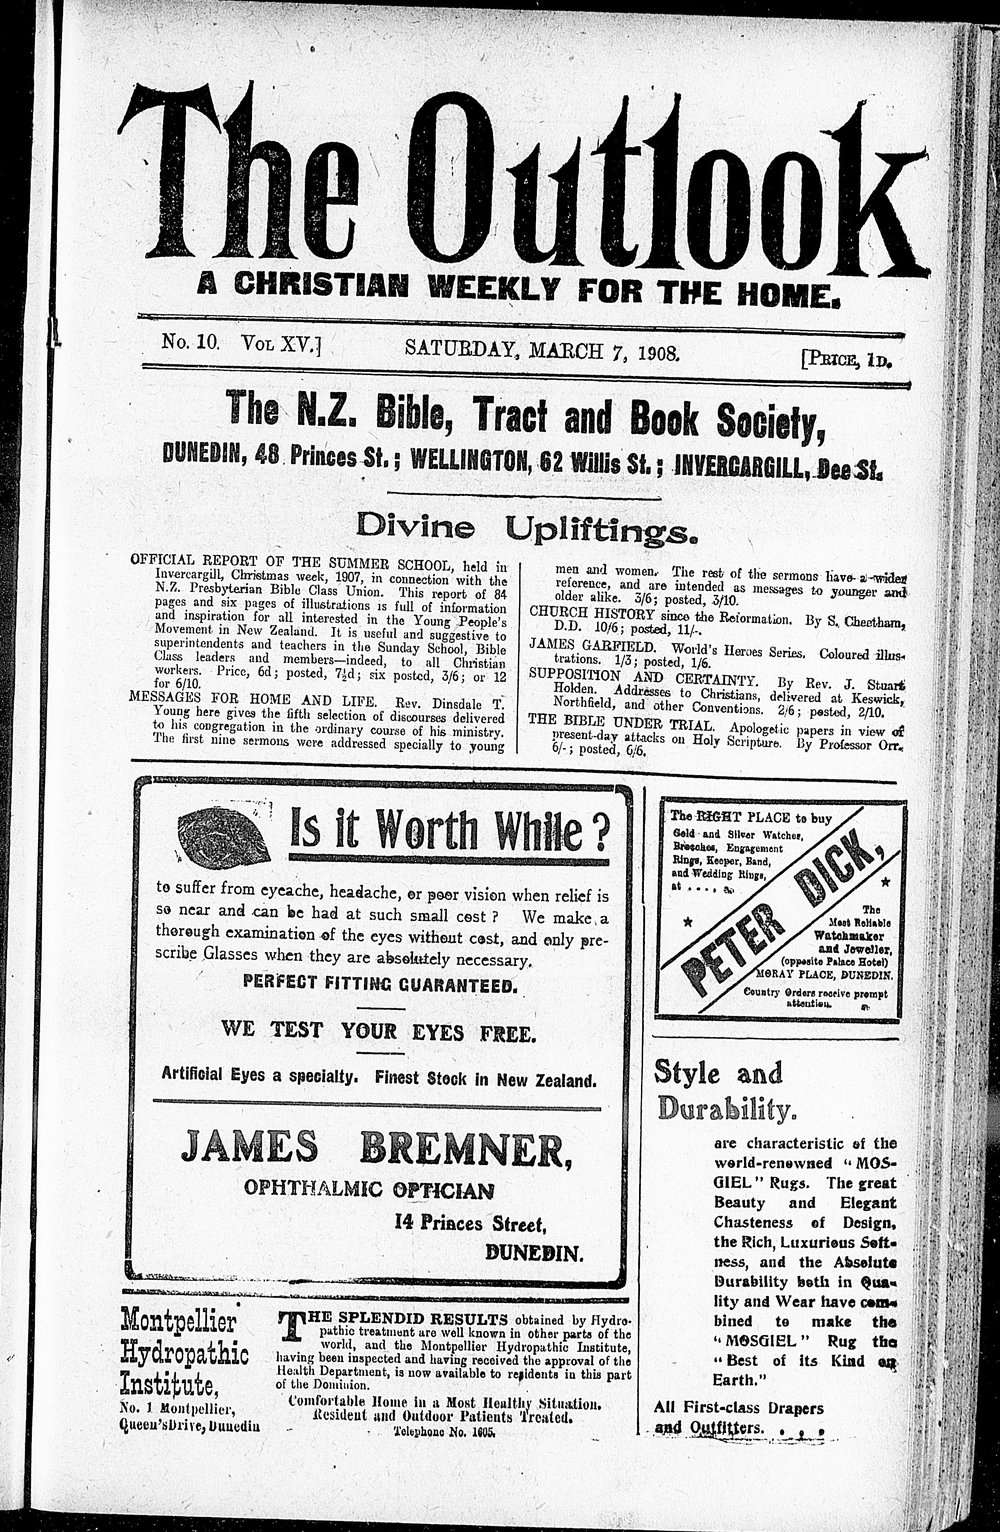 The Outlook
A CHRISTIAN WEEKLY FOR THE HOME.
No. 10. VOL XV.]
SATURDAY, MARCH 7, 1908.
[PRICE, 1D.
The N.Z. Bible, Tract and Book Society,
DUNEDIN, 48 Princes St.; WELLINGTON, 62 Willis St.; INVERCARGILL, Dee St.
Divine Upliftings.
OFFICIAL REPORT OF THE SUMMER SCHOOL, held in
Invercargill, Christmas week, 1907, in connection with the
N.Z. Presbyterian Bible Class Union. This report of 84
pages and six pages of illustrations is full of information
and inspiration for all interested in the Young People's
Movement in New Zealand. It is useful and suggestive to
superintendents and teachers in the Sunday School, Bible
Class leaders and members—indeed, to all Christian
workers. Price, 6d; posted, 7½d; six posted, 3/6; or 12
for 6/10.
MESSAGES FOR HOME AND LIFE. Rev. Dinsdale T.
Young here gives the fifth selection of discourses delivered
to his congregation in the ordinary course of his ministry.
The first nine sermons were addressed specially to young
men and women. The rest of the sermons have a wider
reference, and are intended as messages to younger and
older alike. 3/6; posted, 3/10.
CHURCH HISTORY since the Reformation. By S. Cheetham,
D.D. 10/6; posted, 11/-.
JAMES GARFIELD. World's Heroes Series. Coloured illus-
trations. 1/3; posted, 1/6.
SUPPOSITION AND CERTAINTY. By Rev. J. Stuart
Holden. Addresses to Christians, delivered at Keswick,
Northfield, and other Conventions. 2/6; posted, 2/10.
THE BIBLE UNDER TRIAL. Apologetic papers in view of
present-day attacks on Holy Scripture. By Professor Orr.
6/-; posted, 6/6.
Is it Worth While?
to suffer from eyeache, headache, or poor vision when relief is
so near and can be had at such small cost? We make a
thorough examination of the eyes without cost, and only pre-
scribe Glasses when they are absolutely necessary.
PERFECT FITTING GUARANTEED.
WE TEST YOUR EYES FREE.
Artificial Eyes a specialty. Finest Stock in New Zealand.
JAMES BREMNER,
OPHTHALMIC OPTICIAN
14 Princes Street,
DUNEDIN.
The RIGHT PLACE to buy
Gold and Silver Watches,
Brooches, Engagement
Rings, Keeper, Band,
and Wedding Rings,
at . . . .
PETER DICK,
The
Most Reliable
Watchmaker
and Jeweller,
(opposite Palace Hotel)
MORAY PLACE, DUNEDIN.
Country Orders receive prompt
attention.
Style and
Durability.
are characteristic of the
world-renowned "MOS-
GIEL" Rugs. The great
Beauty and Elegant
Chasteness of Design,
the Rich, Luxurious Soft-
ness, and the Absolute
Durability both in Qua-
lity and Wear have com-
bined to make the
"MOSGIEL" Rug the
"Best of its Kind on
Earth."
All First-class Drapers
and Outfitters. . . .
Montpellier
Hydropathic
Institute,
No. 1 Montpellier,
Queen's Drive, Dunedin
THE SPLENDID RESULTS obtained by Hydro-
pathic treatment are well known in other parts of the
world, and the Montpellier Hydropathic Institute,
having been inspected and having received the approval of the
Health Department, is now available to residents in this part
of the Dominion.
Comfortable Home in a Most Healthy Situation.
Resident and Outdoor Patients Treated.
Telephone No. 1605.